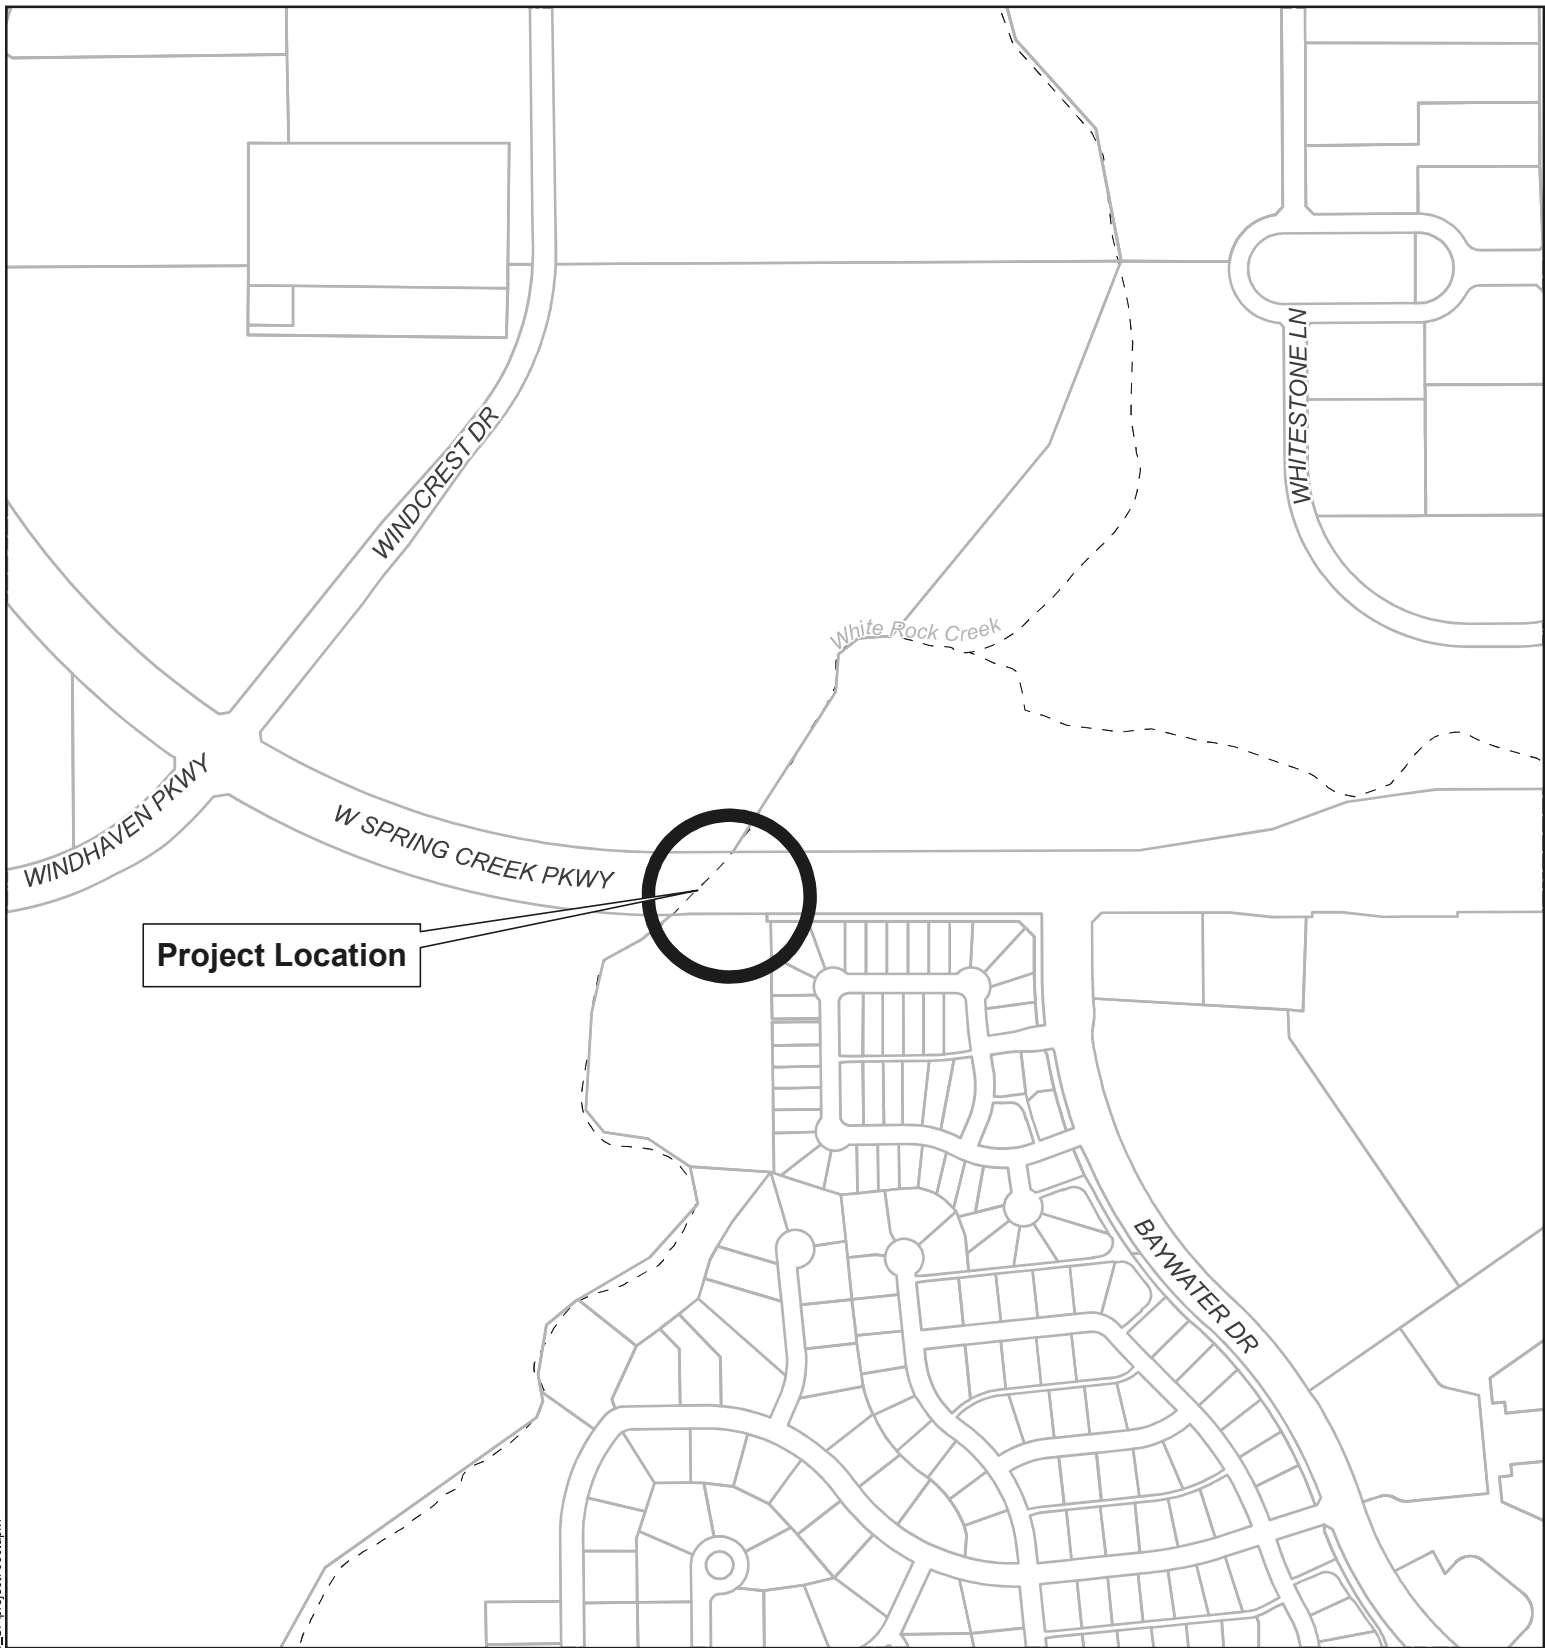 WHITESTONE LN
WINDCREST DR
White Rock Creek
WINDHAVEN PKWY
W SPRING CREEK PKWY
Project Location
BAYWATER DR